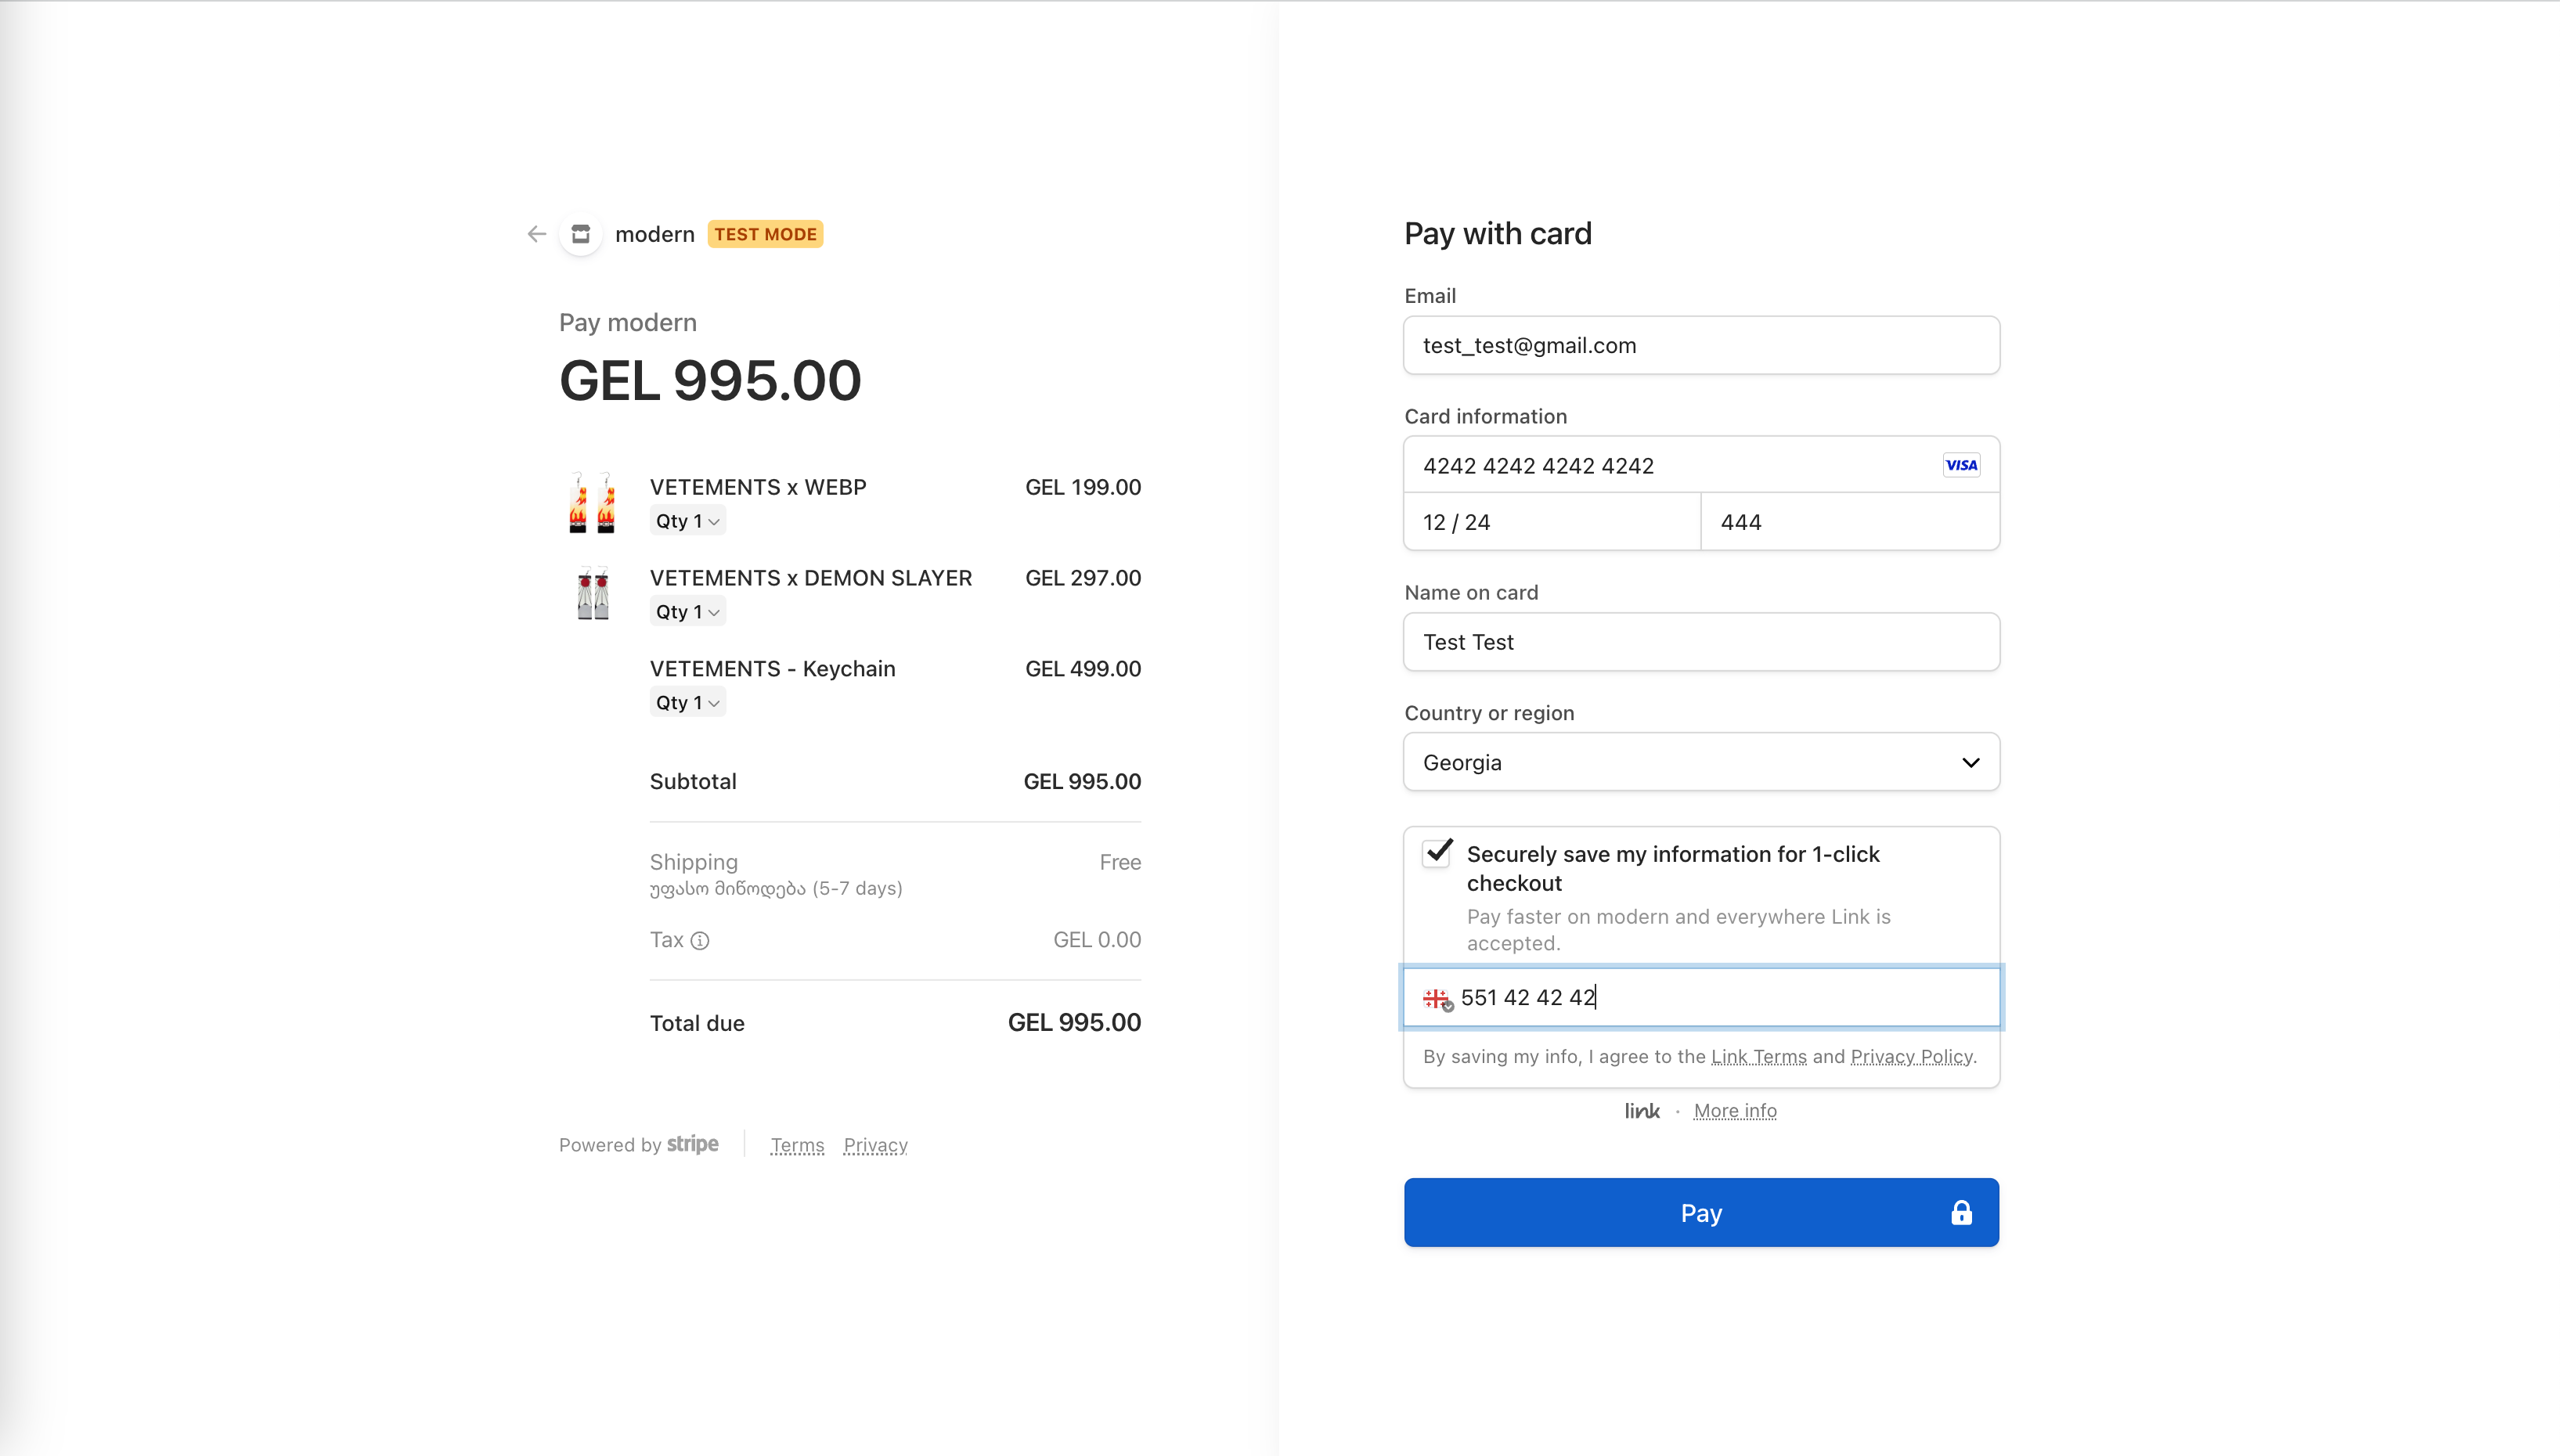 modern TEST MODE
Pay modern
GEL 995.00
VETEMENTS x WEBP GEL 199.00
Qty 1
VETEMENTS x DEMON SLAYER GEL 297.00
Qty 1
VETEMENTS - Keychain GEL 499.00
Qty 1
Subtotal GEL 995.00
Shipping Free
უფასო მიწოდება (5-7 days)
Tax GEL 0.00
Total due GEL 995.00
Powered by stripe Terms Privacy
Pay with card
Email
test_test@gmail.com
Card information
4242 4242 4242 4242 VISA
12 / 24 444
Name on card
Test Test
Country or region
Georgia
Securely save my information for 1-click
checkout
Pay faster on modern and everywhere Link is
accepted.
551 42 42 42
By saving my info, I agree to the Link Terms and Privacy Policy.
link · More info
Pay